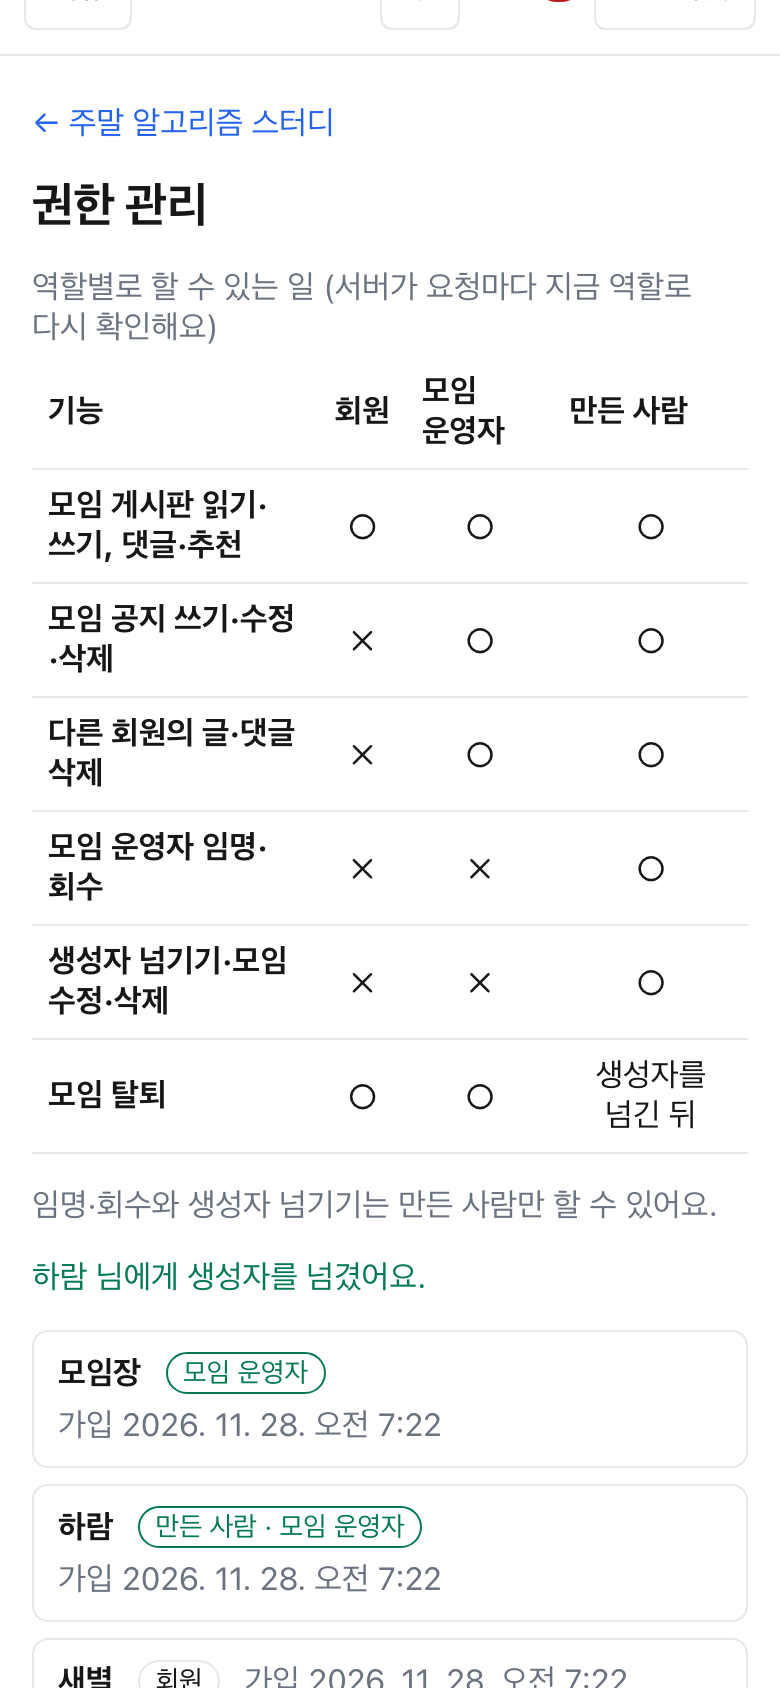 ← 주말 알고리즘 스터디
권한 관리
역할별로 할 수 있는 일 (서버가 요청마다 지금 역할로
다시 확인해요)
기능 회원 모임 운영자 만든 사람
모임 게시판 읽기·
쓰기, 댓글·추천 ○ ○ ○
모임 공지 쓰기·수정
·삭제 × ○ ○
다른 회원의 글·댓글
삭제 × ○ ○
모임 운영자 임명·
회수 × × ○
생성자 넘기기·모임
수정·삭제 × × ○
모임 탈퇴 ○ ○ 생성자를
넘긴 뒤
임명·회수와 생성자 넘기기는 만든 사람만 할 수 있어요.
하람 님에게 생성자를 넘겼어요.
모임장 모임 운영자
가입 2026. 11. 28. 오전 7:22
하람 만든 사람 · 모임 운영자
가입 2026. 11. 28. 오전 7:22
새별 회원 가입 2026. 11. 28. 오전 7:22